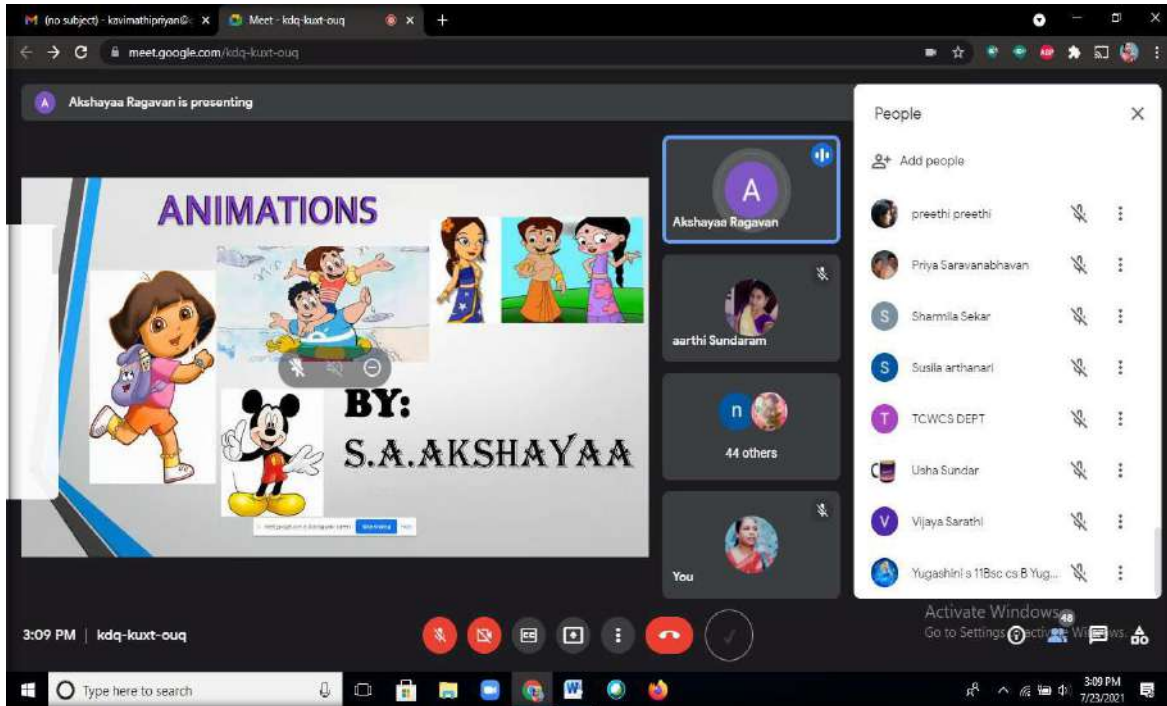 (no subject) - kavimathipriyan@c
Meet - kdq-kuxt-ouq
meet.google.com/kdq-kuxt-ouq
ABP
A
Akshayaa Ragavan is presenting
ANIMATIONS
BY:
S.A.AKSHAYAA
A
Akshayaa Ragavan
aarthi Sundaram
n
44 others
You
People
Add people
preethi preethi
Priya Saravanabhavan
S
Sharmila Sekar
S
Susila arthanari
T
TCWCS DEPT
Usha Sundar
V
Vijaya Sarathi
Yugashini s 11Bsc cs B Yug...
Activate Windows
Go to Settings
48
3:09 PM | kdq-kuxt-ouq
CC
Type here to search
W
3:09 PM
7/23/2021